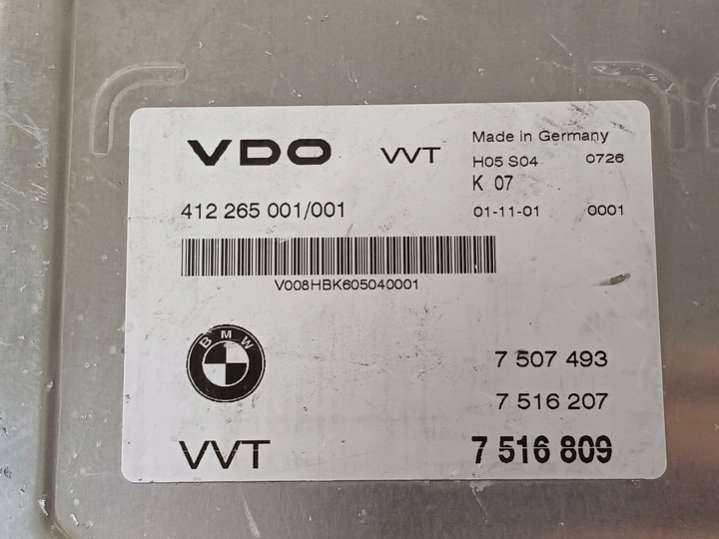 VDO VVT Made in Germany
H05 S04 0726
K 07
412 265 001/001 01-11-01 0001
V008HBK605040001
BMW 7 507 493
7 516 207
VVT 7 516 809